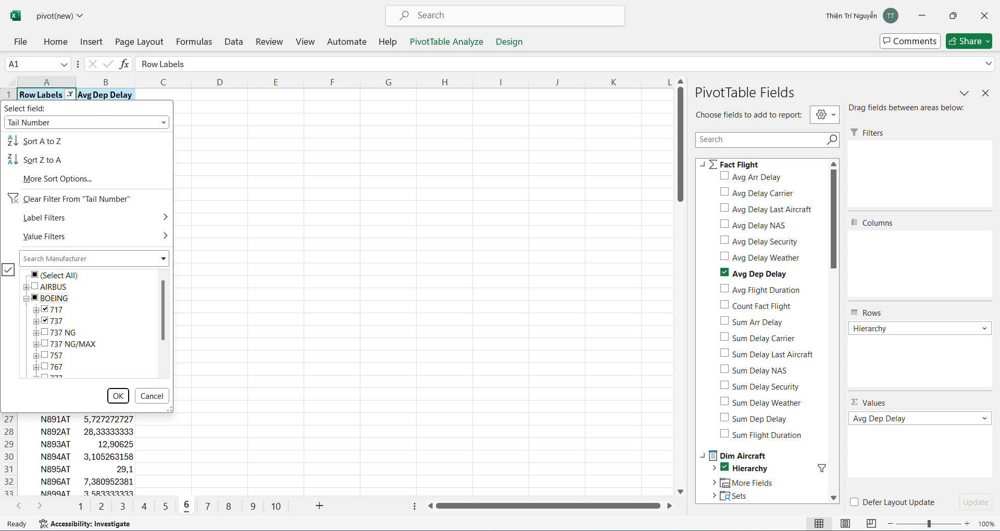 pivot(new)
Search
Thiện Trí Nguyễn
TT
File Home Insert Page Layout Formulas Data Review View Automate Help PivotTable Analyze Design
Comments
Share
A1
fx
Row Labels
A B C D E F G H I J K L
1 Row Labels Avg Dep Delay
Select field:
Tail Number
Sort A to Z
Sort Z to A
More Sort Options...
Clear Filter From "Tail Number"
Label Filters
Value Filters
Search Manufacturer
(Select All)
AIRBUS
BOEING
717
737
737 NG
737 NG/MAX
757
767
777
OK Cancel
27 N891AT 5,727272727
28 N892AT 28,33333333
29 N893AT 12,90625
30 N894AT 3,105263158
31 N895AT 29,1
32 N896AT 7,380952381
33 N899AT 3,583333333
1 2 3 4 5 6 7 8 9 10
PivotTable Fields
Choose fields to add to report:
Search
Fact Flight
Avg Arr Delay
Avg Delay Carrier
Avg Delay Last Aircraft
Avg Delay NAS
Avg Delay Security
Avg Delay Weather
Avg Dep Delay
Avg Flight Duration
Count Fact Flight
Sum Arr Delay
Sum Delay Carrier
Sum Delay Last Aircraft
Sum Delay NAS
Sum Delay Security
Sum Delay Weather
Sum Dep Delay
Sum Flight Duration
Dim Aircraft
Hierarchy
More Fields
Sets
Drag fields between areas below:
Filters
Columns
Rows
Hierarchy
Values
Avg Dep Delay
Defer Layout Update
Update
Ready
Accessibility: Investigate
100%